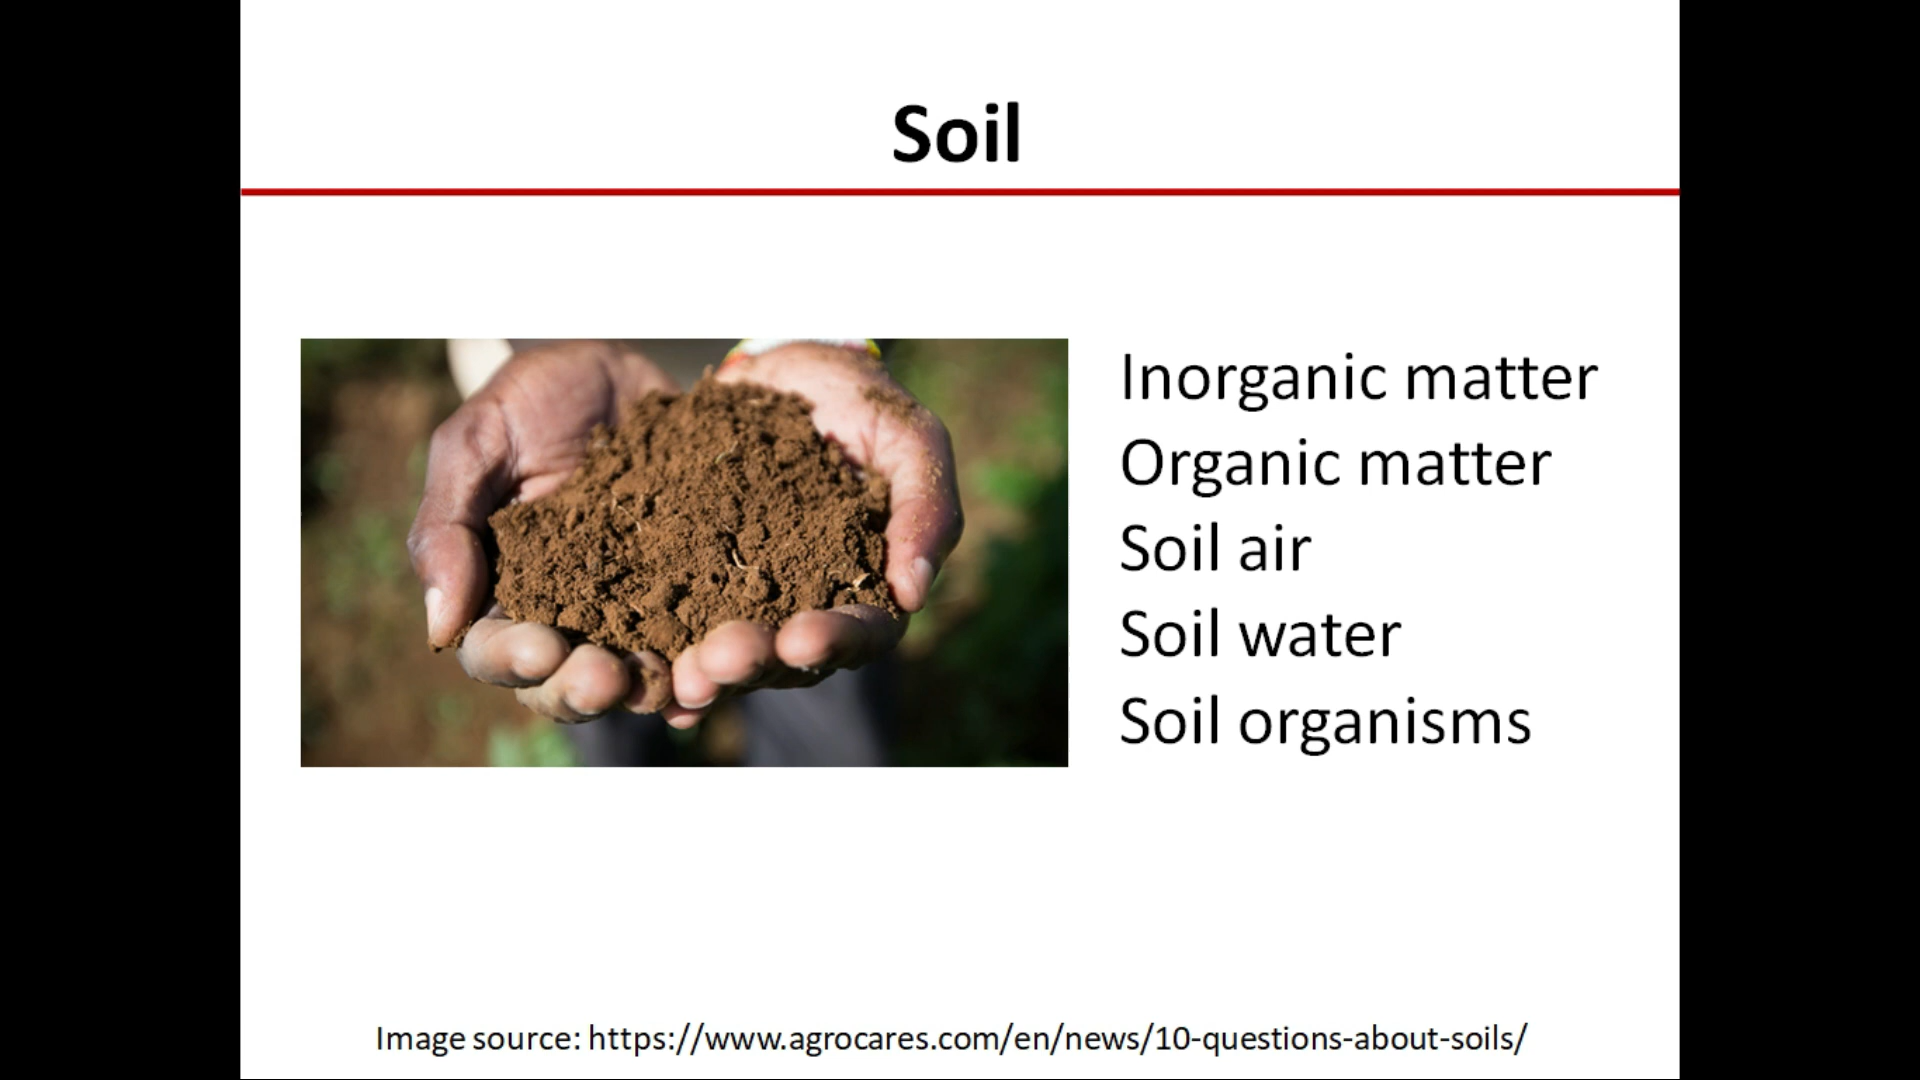 Soil
Inorganic matter
Organic matter
Soil air
Soil water
Soil organisms
Image source: https://www.agrocares.com/en/news/10-questions-about-soils/